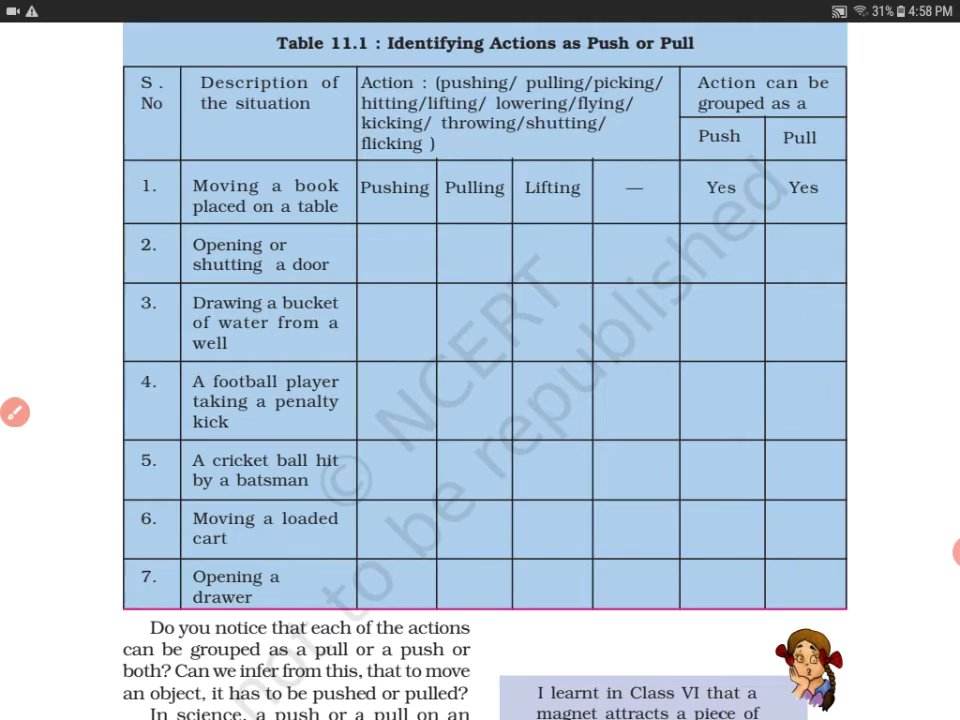 31% 4:58 PM
Table 11.1 : Identifying Actions as Push or Pull
S .
No
Description of
the situation
Action : (pushing/ pulling/picking/
hitting/lifting/ lowering/flying/
kicking/ throwing/shutting/
flicking )
Action can be
grouped as a
Push Pull
1. Moving a book
placed on a table
Pushing Pulling Lifting — Yes Yes
2. Opening or
shutting a door
3. Drawing a bucket
of water from a
well
4. A football player
taking a penalty
kick
5. A cricket ball hit
by a batsman
6. Moving a loaded
cart
7. Opening a
drawer
© NCERT
not to be republished
Do you notice that each of the actions
can be grouped as a pull or a push or
both? Can we infer from this, that to move
an object, it has to be pushed or pulled?
In science, a push or a pull on an
I learnt in Class VI that a
magnet attracts a piece of